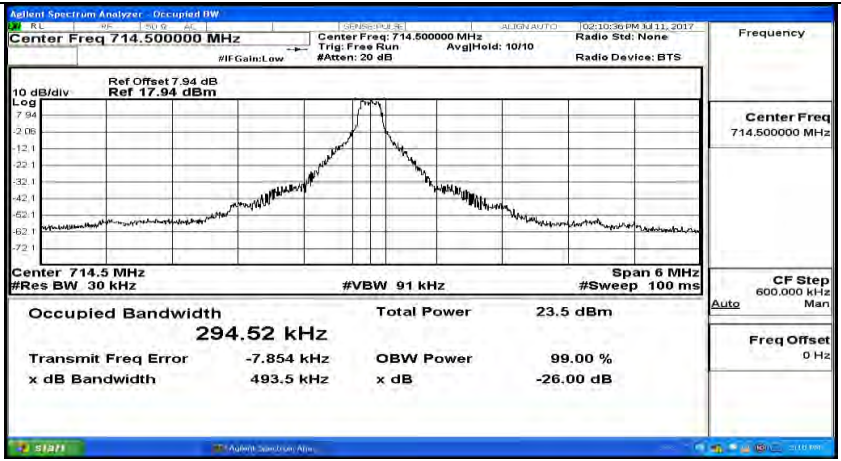 Agilent Spectrum Analyzer - Occupied BW
RL RF 50 Ω AC SENSE:PULSE ALIGN AUTO 02:10:36 PM Jul 11, 2017
Center Freq 714.500000 MHz
Center Freq: 714.500000 MHz
Radio Std: None
Trig: Free Run Avg|Hold: 10/10
#IFGain:Low #Atten: 20 dB Radio Device: BTS
Ref Offset 7.94 dB
10 dB/div Ref 17.94 dBm
Log
7.94
-2.06
-12.1
-22.1
-32.1
-42.1
-52.1
-62.1
-72.1
Center 714.5 MHz Span 6 MHz
#Res BW 30 kHz #VBW 91 kHz #Sweep 100 ms
Occupied Bandwidth Total Power 23.5 dBm
294.52 kHz
Transmit Freq Error -7.854 kHz OBW Power 99.00 %
x dB Bandwidth 493.5 kHz x dB -26.00 dB
Frequency
Center Freq
714.500000 MHz
CF Step
600.000 kHz
Auto Man
Freq Offset
0 Hz
start